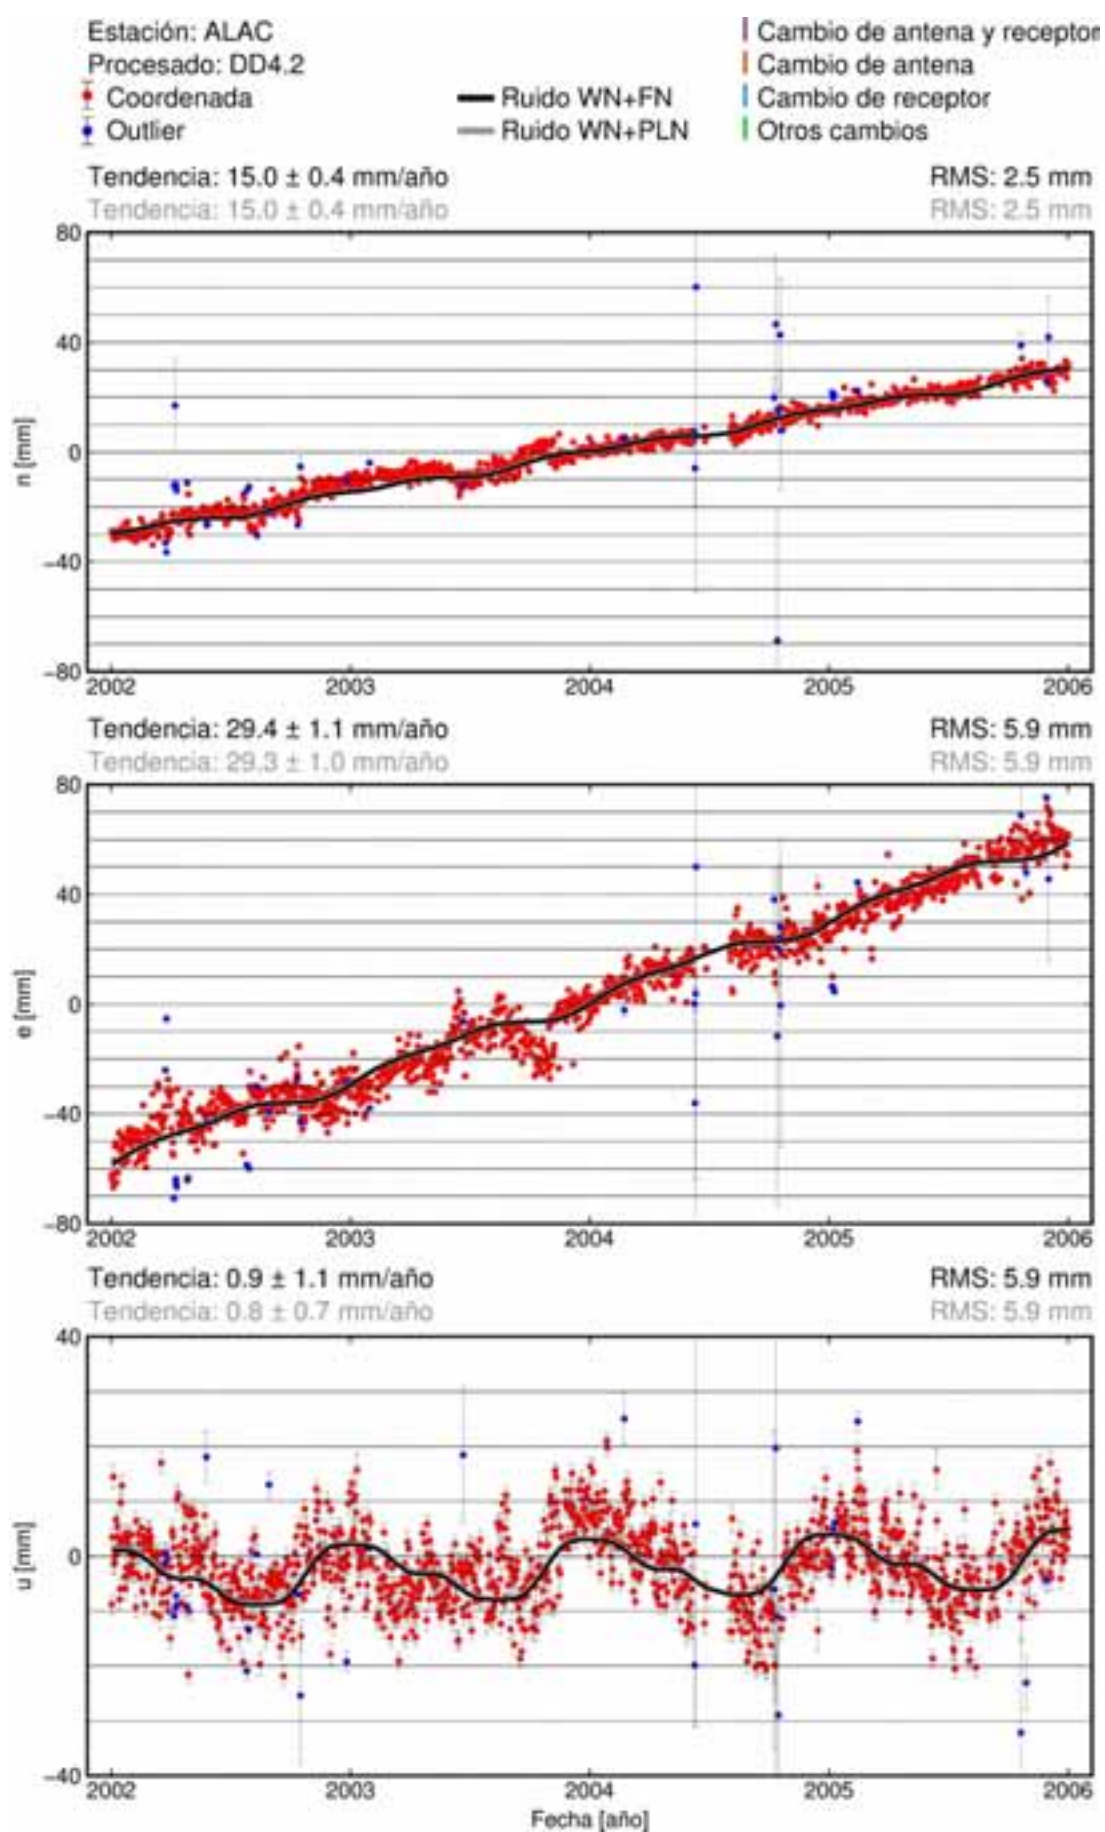 Estación: ALAC
Procesado: DD4.2
Coordenada
Outlier
Ruido WN+FN
Ruido WN+PLN
Cambio de antena y receptor
Cambio de antena
Cambio de receptor
Otros cambios
Tendencia: 15.0 ± 0.4 mm/año
RMS: 2.5 mm
Tendencia: 15.0 ± 0.4 mm/año
RMS: 2.5 mm
80
40
0
−40
−80
n [mm]
2002 2003 2004 2005 2006
Tendencia: 29.4 ± 1.1 mm/año
RMS: 5.9 mm
Tendencia: 29.3 ± 1.0 mm/año
RMS: 5.9 mm
80
40
0
−40
−80
e [mm]
2002 2003 2004 2005 2006
Tendencia: 0.9 ± 1.1 mm/año
RMS: 5.9 mm
Tendencia: 0.8 ± 0.7 mm/año
RMS: 5.9 mm
40
0
−40
u [mm]
2002 2003 2004 2005 2006
Fecha [año]